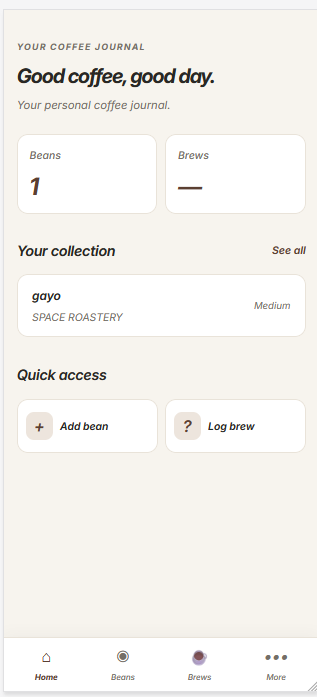 YOUR COFFEE JOURNAL
Good coffee, good day.
Your personal coffee journal.
Beans
Brews
1
—
Your collection
See all
gayo
SPACE ROASTERY
Medium
Quick access
+ Add bean
? Log brew
Home
Beans
Brews
More